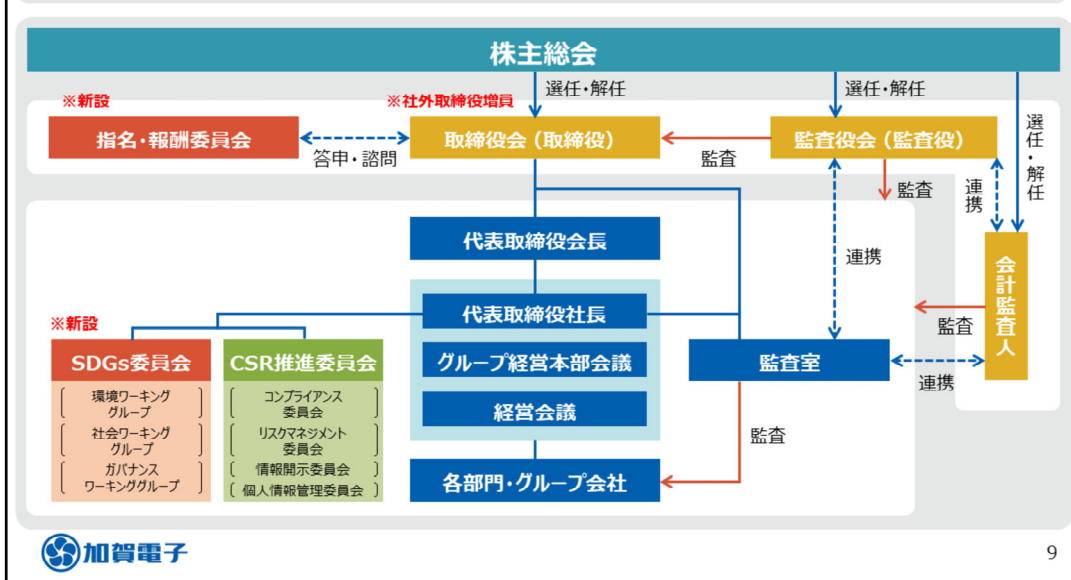 株主総会
選任・解任
選任・解任
選任・解任
※新設
※社外取締役増員
指名・報酬委員会
答申・諮問
取締役会（取締役）
監査
監査役会（監査役）
監査
連携
連携
代表取締役会長
会計監査人
監査
※新設
代表取締役社長
SDGs委員会
CSR推進委員会
グループ経営本部会議
監査室
連携
環境ワーキング
グループ
社会ワーキング
グループ
ガバナンス
ワーキンググループ
コンプライアンス
委員会
リスクマネジメント
委員会
情報開示委員会
個人情報管理委員会
経営会議
監査
各部門・グループ会社
加賀電子
9